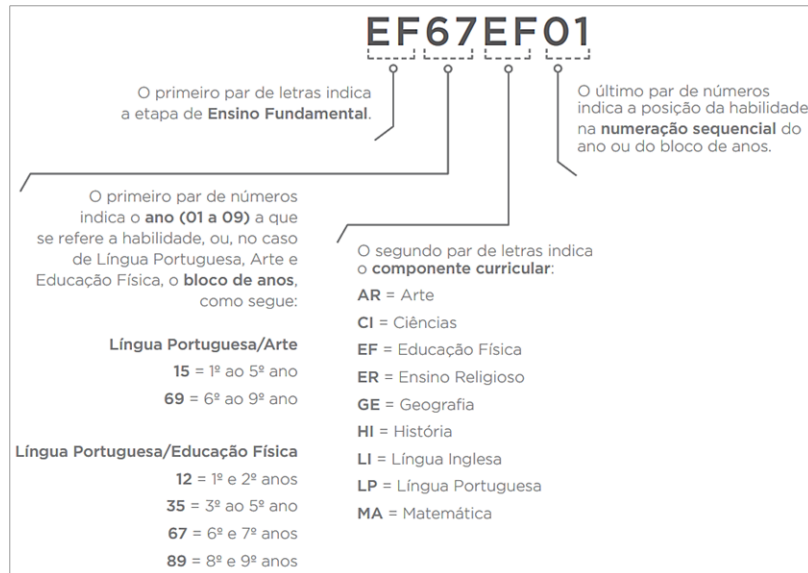 EF67EF01
O primeiro par de letras indica
a etapa de Ensino Fundamental.
O último par de números
indica a posição da habilidade
na numeração sequencial do
ano ou do bloco de anos.
O primeiro par de números
indica o ano (01 a 09) a que
se refere a habilidade, ou, no caso
de Língua Portuguesa, Arte e
Educação Física, o bloco de anos,
como segue:
Língua Portuguesa/Arte
15 = 1º ao 5º ano
69 = 6º ao 9º ano
Língua Portuguesa/Educação Física
12 = 1º e 2º anos
35 = 3º ao 5º ano
67 = 6º e 7º anos
89 = 8º e 9º anos
O segundo par de letras indica
o componente curricular:
AR = Arte
CI = Ciências
EF = Educação Física
ER = Ensino Religioso
GE = Geografia
HI = História
LI = Língua Inglesa
LP = Língua Portuguesa
MA = Matemática